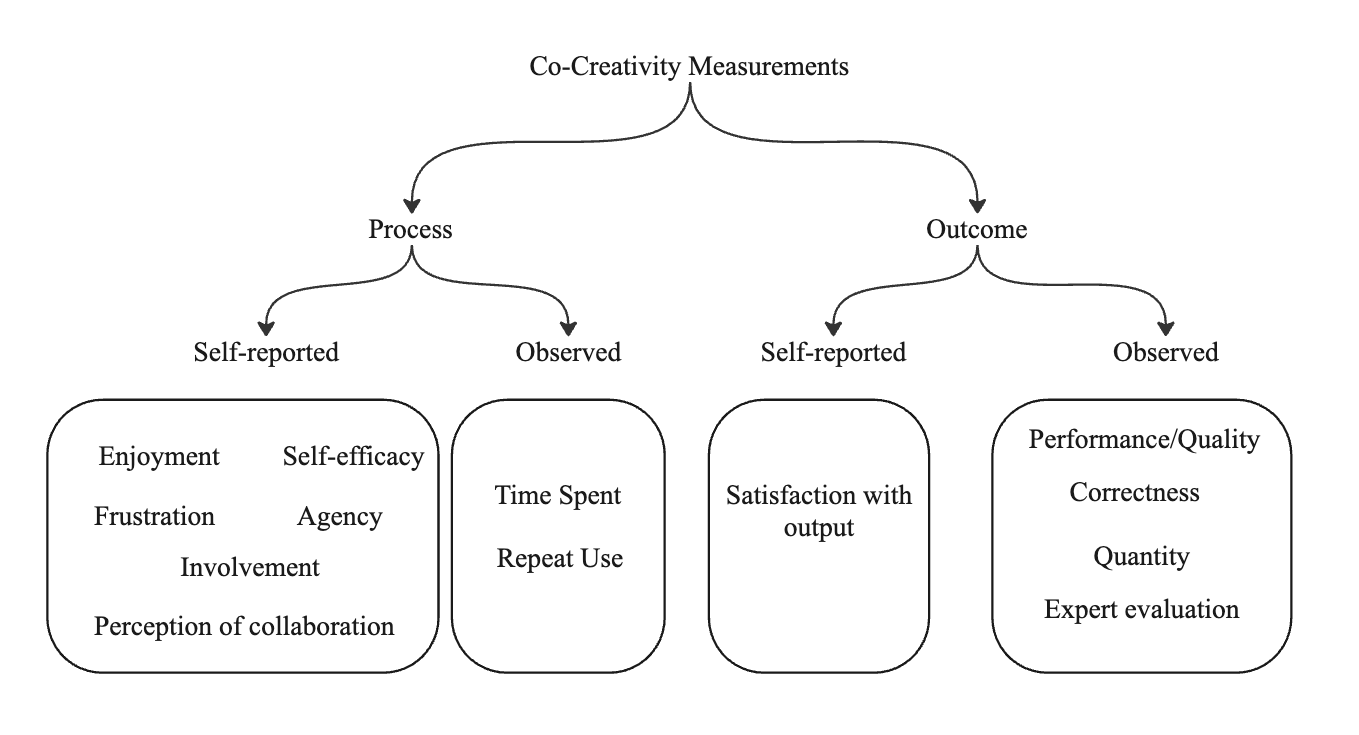 Co-Creativity Measurements
Process
Outcome
Self-reported
Observed
Self-reported
Observed
Enjoyment
Self-efficacy
Frustration
Agency
Involvement
Perception of collaboration
Time Spent
Repeat Use
Satisfaction with
output
Performance/Quality
Correctness
Quantity
Expert evaluation